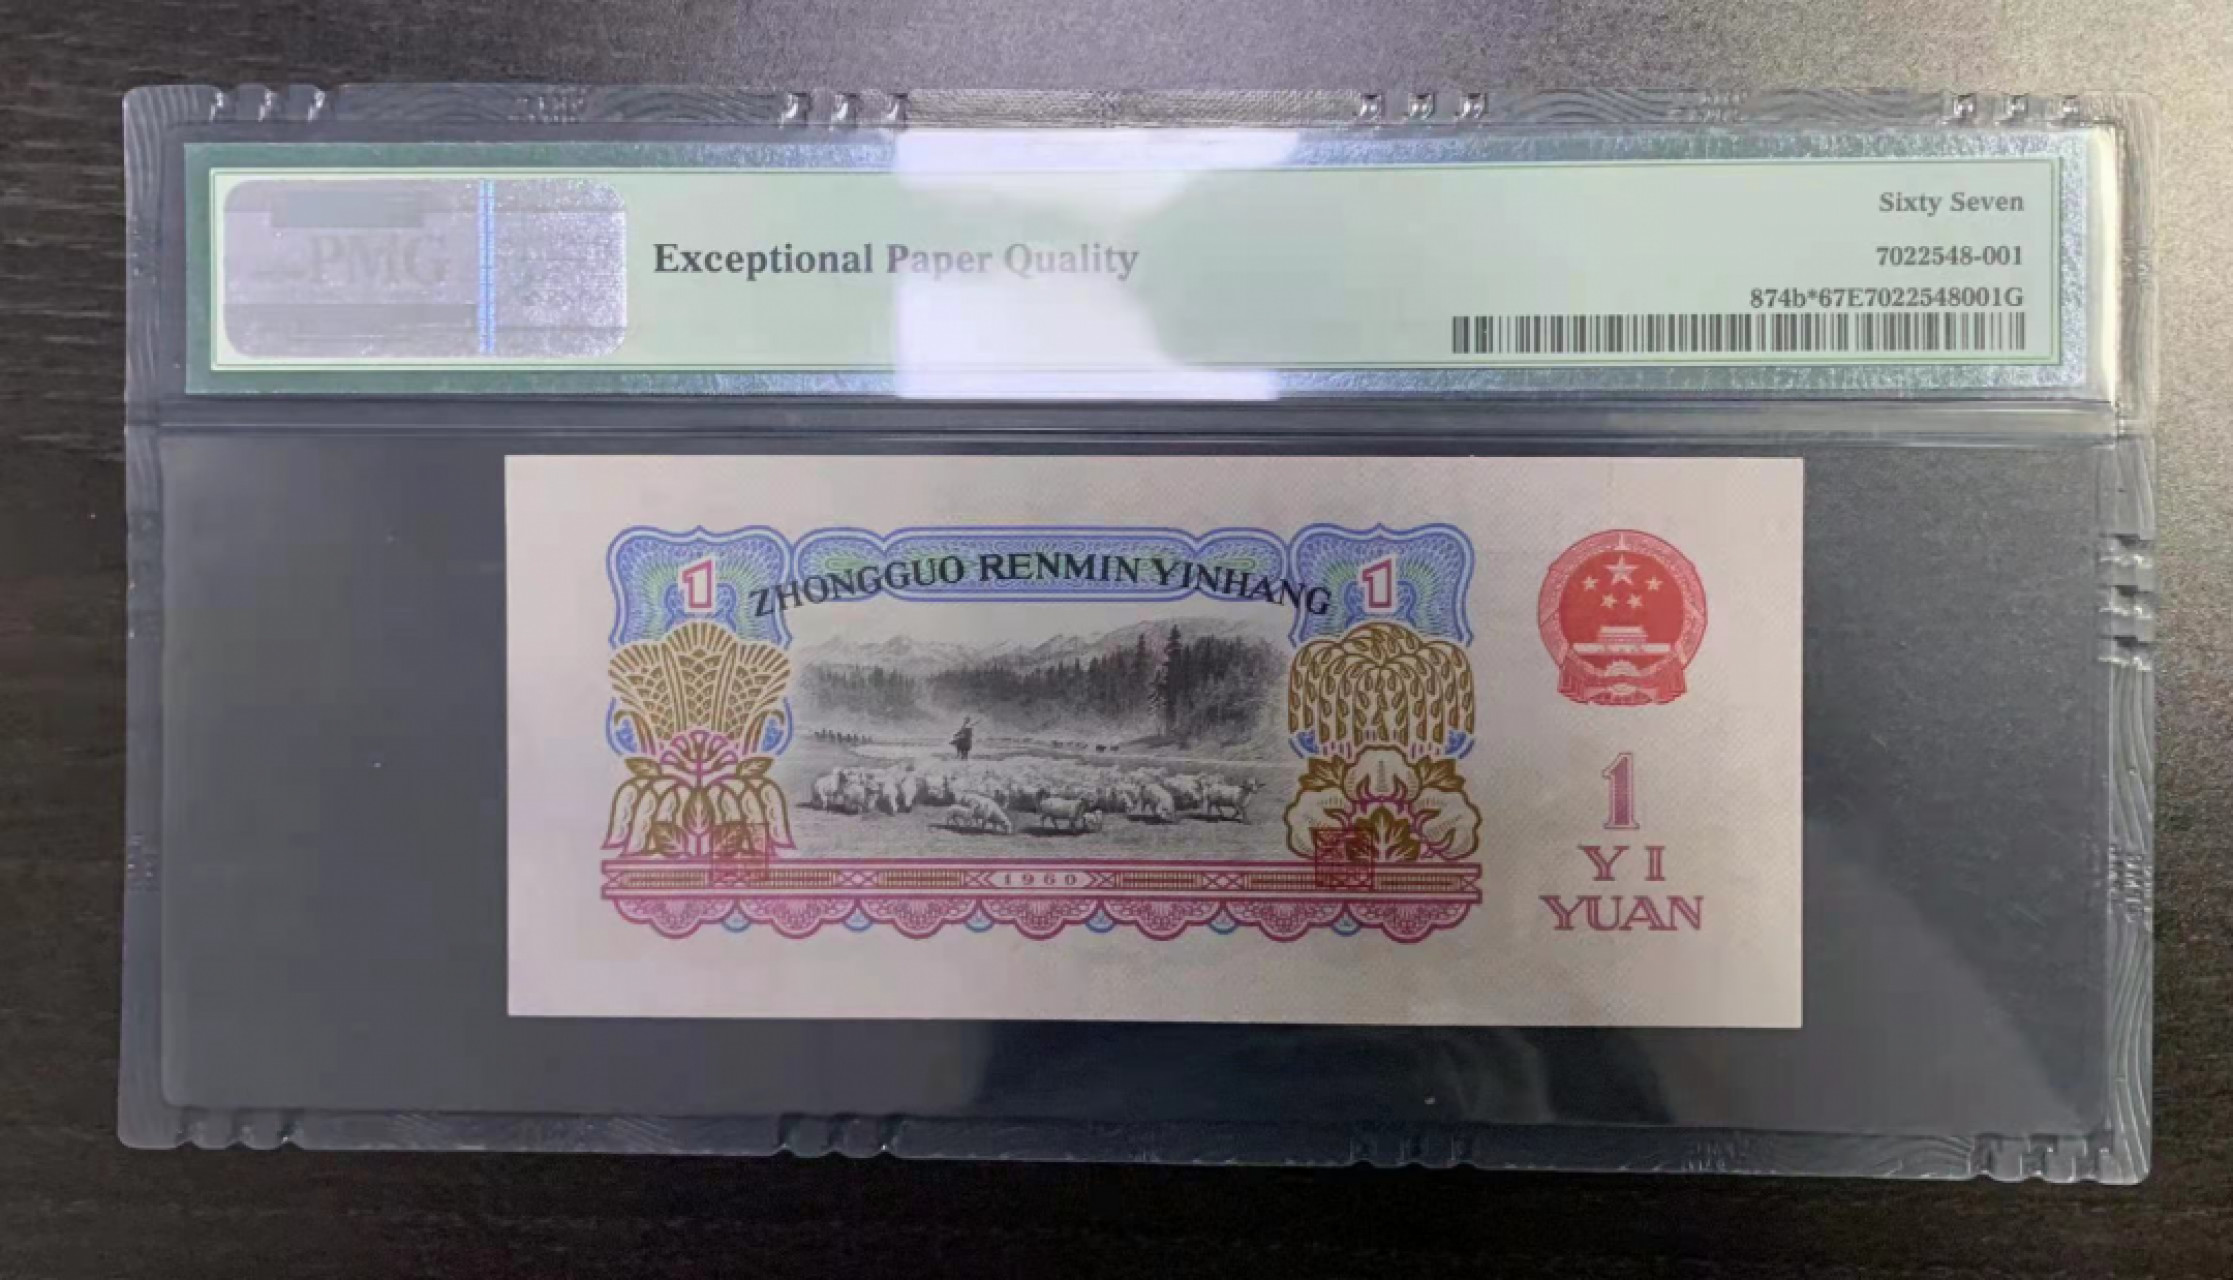 PMG
Exceptional Paper Quality
Sixty Seven
7022548-001
874b*67E7022548001G
1 ZHONGGUO RENMIN YINHANG 1
1960
1
YI
YUAN